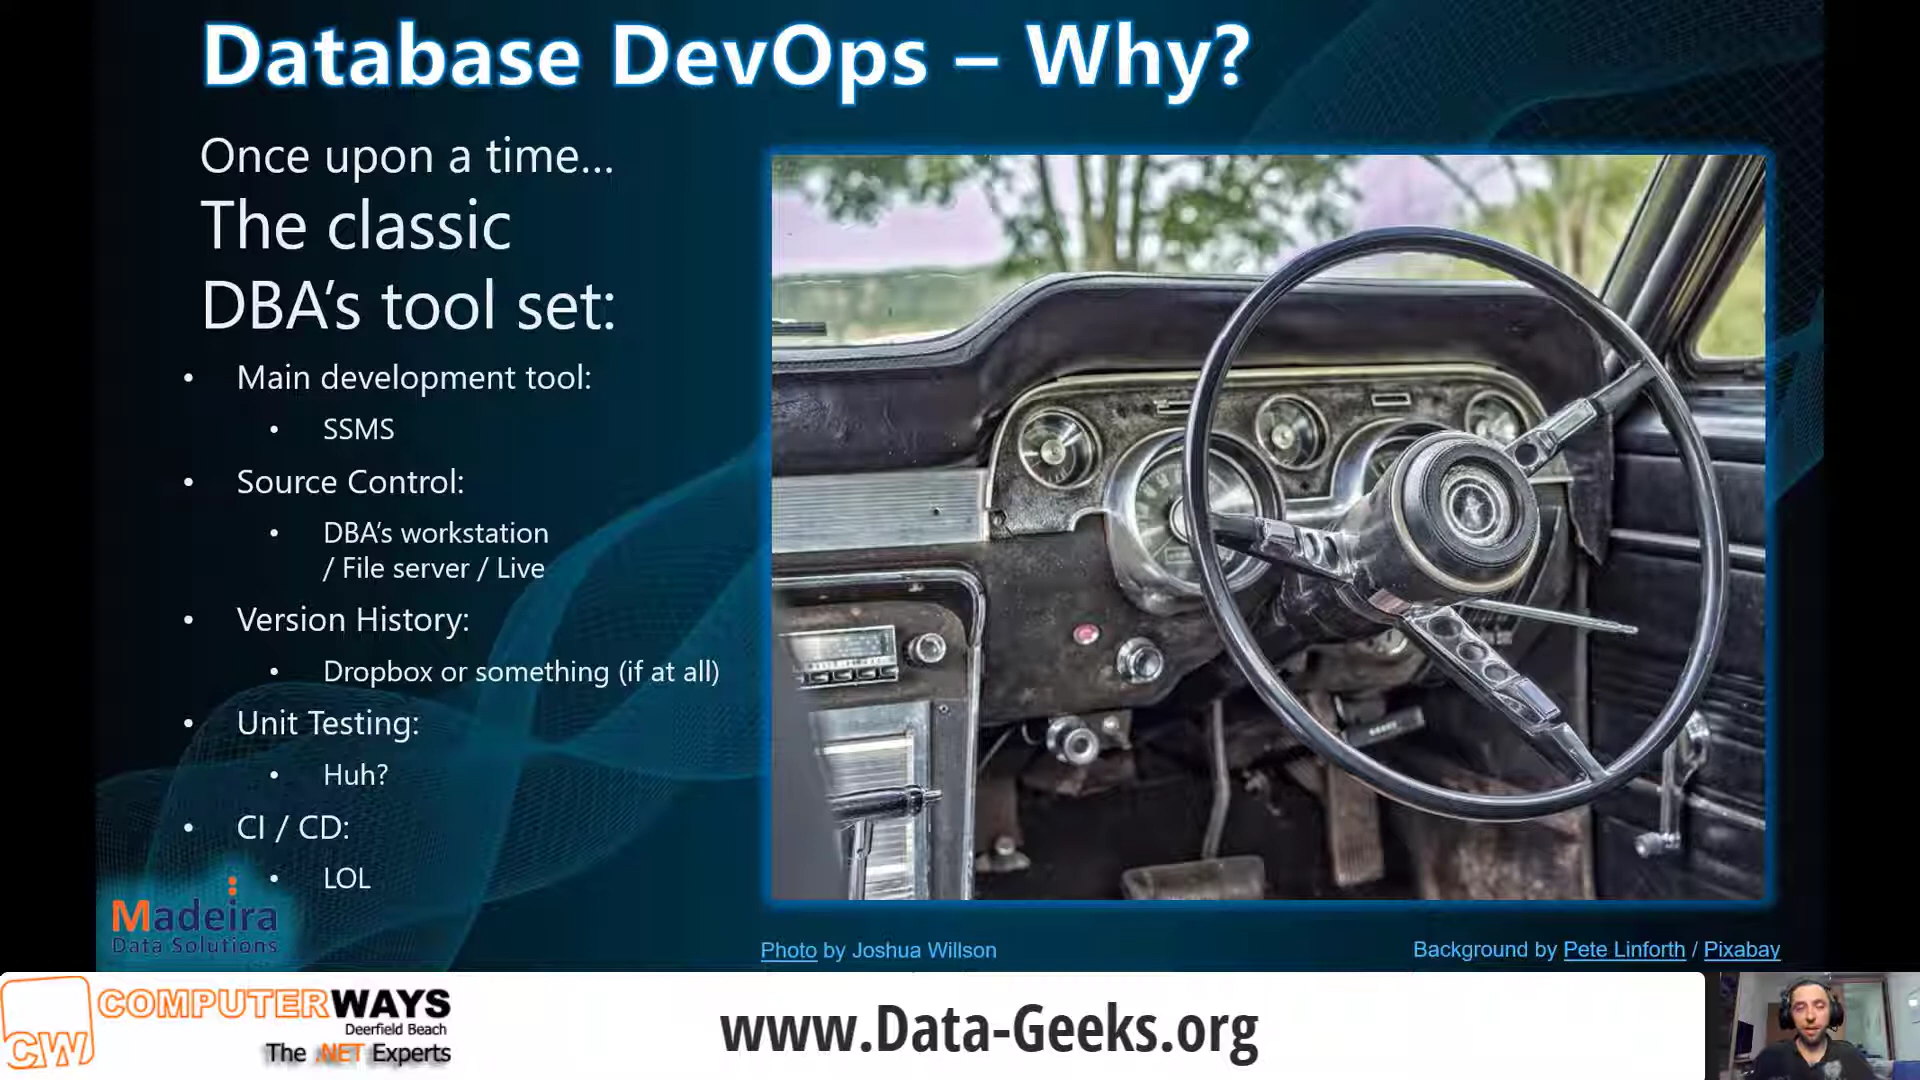 Database DevOps – Why?
Once upon a time...
The classic
DBA's tool set:
• Main development tool:
• SSMS
• Source Control:
• DBA's workstation
/ File server / Live
• Version History:
• Dropbox or something (if at all)
• Unit Testing:
• Huh?
• CI / CD:
• LOL
Madeira
Data Solutions
Photo by Joshua Willson
Background by Pete Linforth / Pixabay
CW
COMPUTERWAYS
Deerfield Beach
The .NET Experts
www.Data-Geeks.org